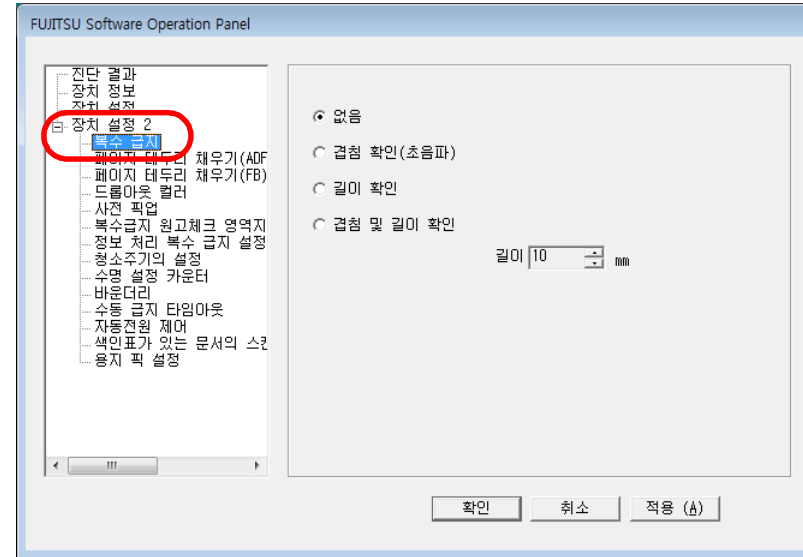 FUJITSU Software Operation Panel
진단 결과
장치 정보
장치 설정
장치 설정 2
복수 급지
페이지 테두리 채우기(ADF
페이지 테두리 채우기(FB)
드롭아웃 컬러
사전 픽업
복수급지 원고체크 영역지
정보 처리 복수 급지 설정
청소주기의 설정
수명 설정 카운터
바운더리
수동 급지 타임아웃
자동전원 제어
색인표가 있는 문서의 스캔
용지 픽 설정
없음
겹침 확인(초음파)
길이 확인
겹침 및 길이 확인
길이 10 mm
확인 취소 적용 (A)